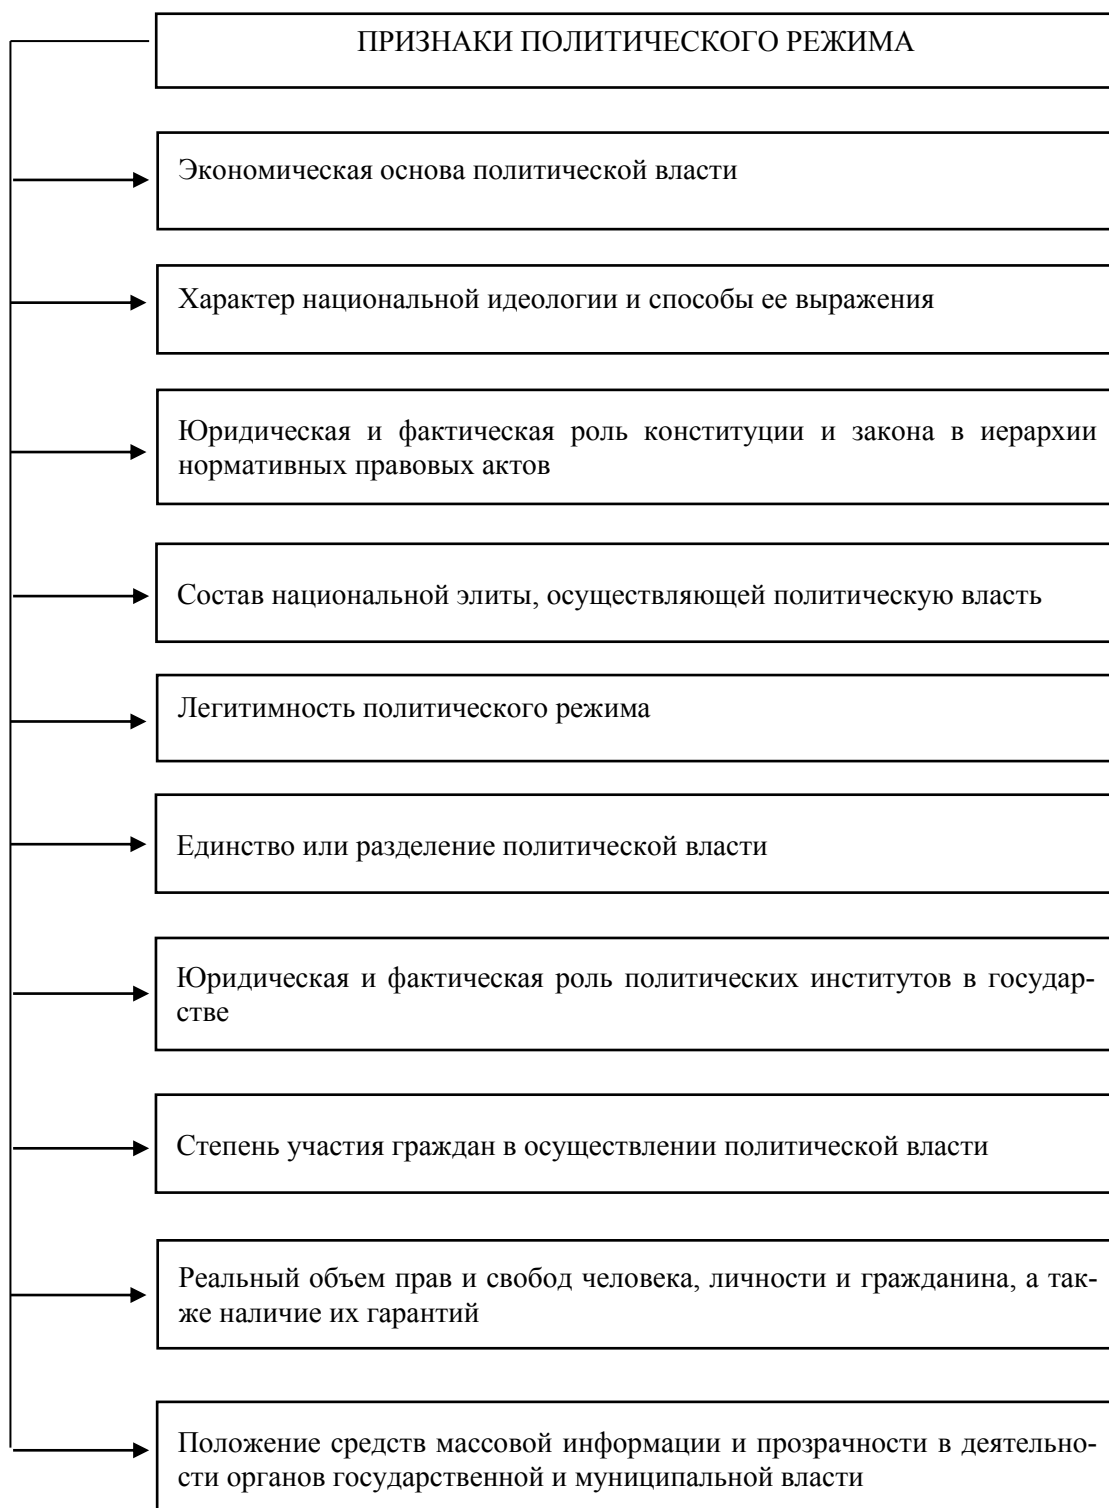 ПРИЗНАКИ ПОЛИТИЧЕСКОГО РЕЖИМА
Экономическая основа политической власти
Характер национальной идеологии и способы ее выражения
Юридическая и фактическая роль конституции и закона в иерархии
нормативных правовых актов
Состав национальной элиты, осуществляющей политическую власть
Легитимность политического режима
Единство или разделение политической власти
Юридическая и фактическая роль политических институтов в государ-
стве
Степень участия граждан в осуществлении политической власти
Реальный объем прав и свобод человека, личности и гражданина, а так-
же наличие их гарантий
Положение средств массовой информации и прозрачности в деятельно-
сти органов государственной и муниципальной власти